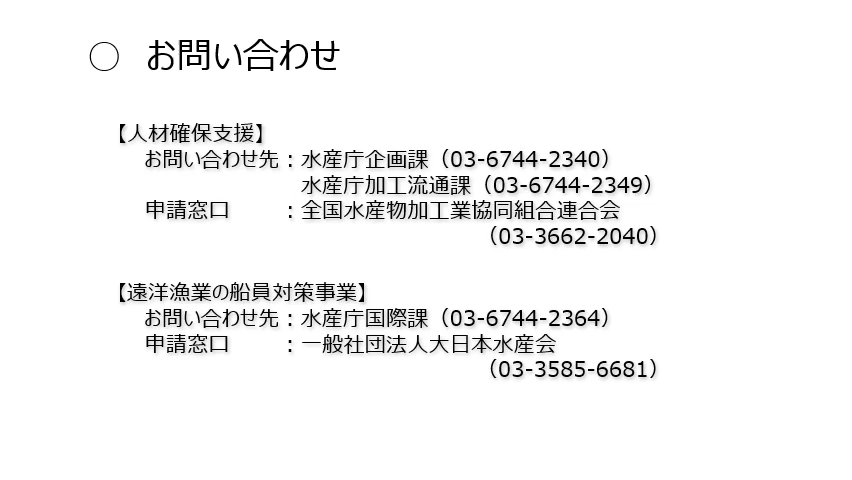 ○ お問い合わせ
【人材確保支援】
お問い合わせ先：水産庁企画課（03-6744-2340）
水産庁加工流通課（03-6744-2349）
申請窓口　　：全国水産物加工業協同組合連合会
（03-3662-2040）
【遠洋漁業の船員対策事業】
お問い合わせ先：水産庁国際課（03-6744-2364）
申請窓口　　：一般社団法人大日本水産会
（03-3585-6681）